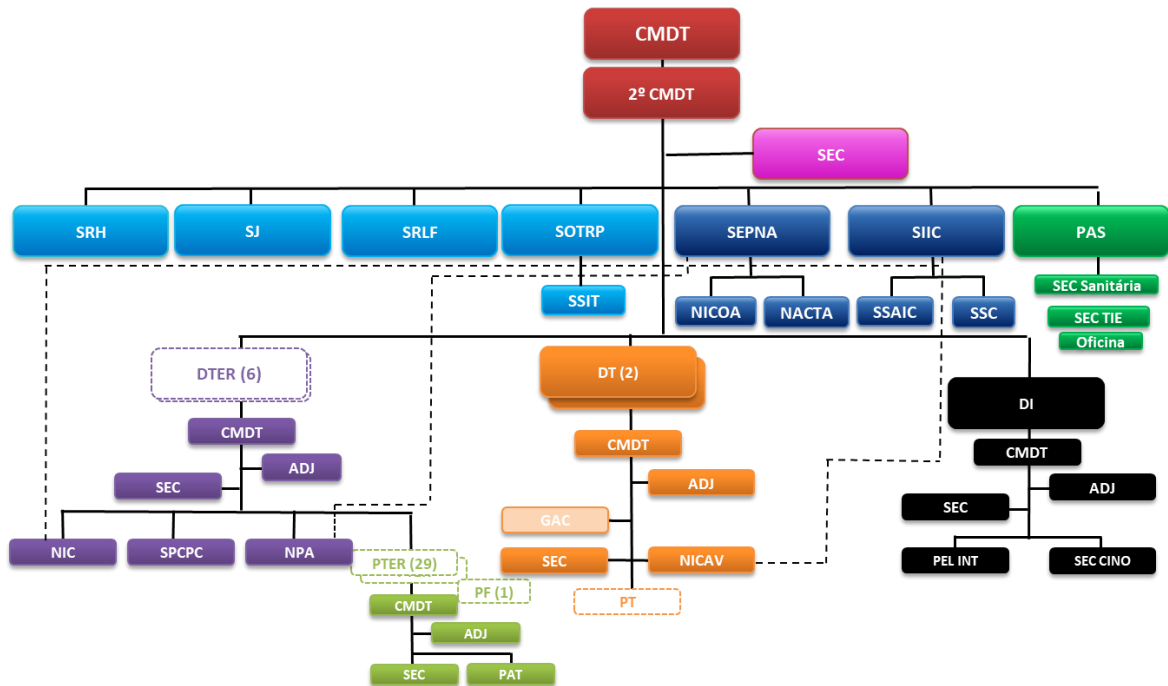 CMDT
2º CMDT
SEC
SRH
SJ
SRLF
SOTRP
SEPNA
SIIC
PAS
SSIT
NICOA
NACTA
SSAIC
SSC
SEC Sanitária
SEC TIE
Oficina
DTER (6)
DT (2)
DI
CMDT
CMDT
CMDT
ADJ
ADJ
ADJ
SEC
SEC
GAC
NIC
SPCPC
NPA
SEC
NICAV
PEL INT
SEC CINO
PTER (29)
PF (1)
PT
CMDT
ADJ
SEC
PAT